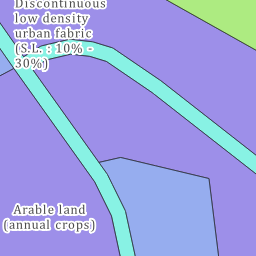 Discontinuous
low density
urban fabric
(S.L. : 10% -
30%)
Arable land
(annual crops)